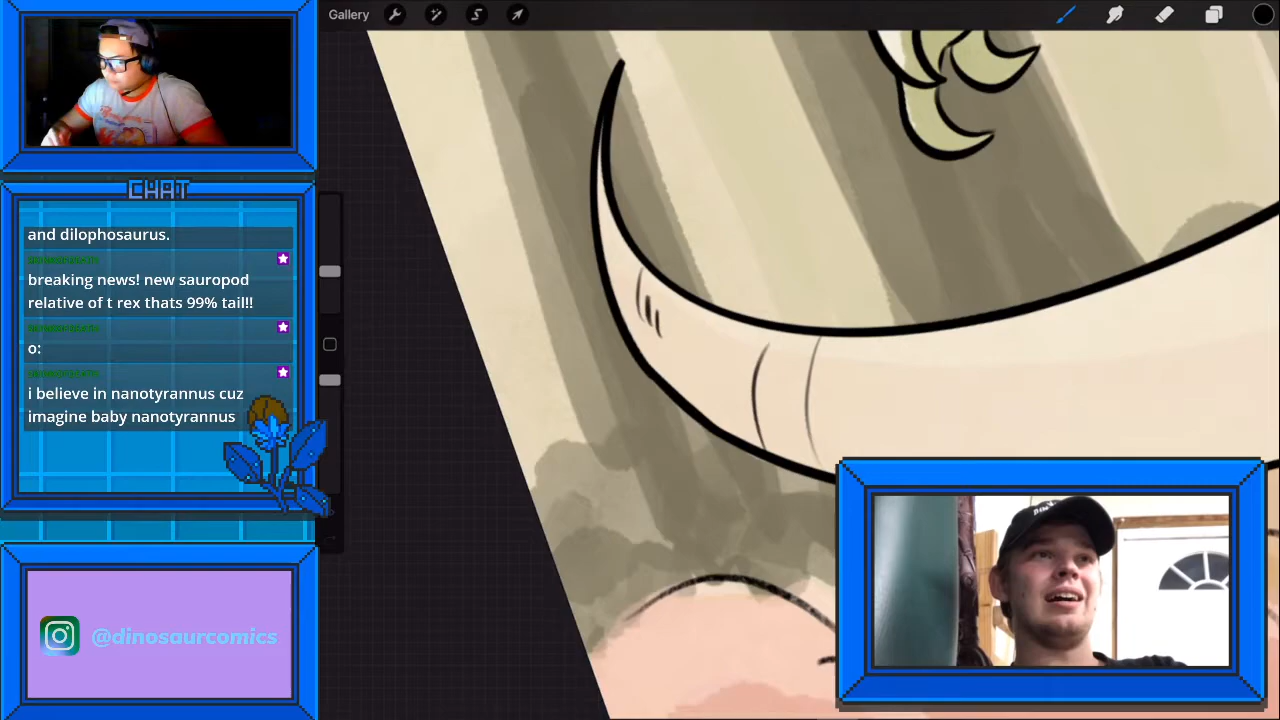 Gallery
CHAT
and dilophosaurus.
breaking news! new sauropod
relative of t rex thats 99% tail!!
o:
i believe in nanotyrannus cuz
imagine baby nanotyrannus
@dinosaurcomics